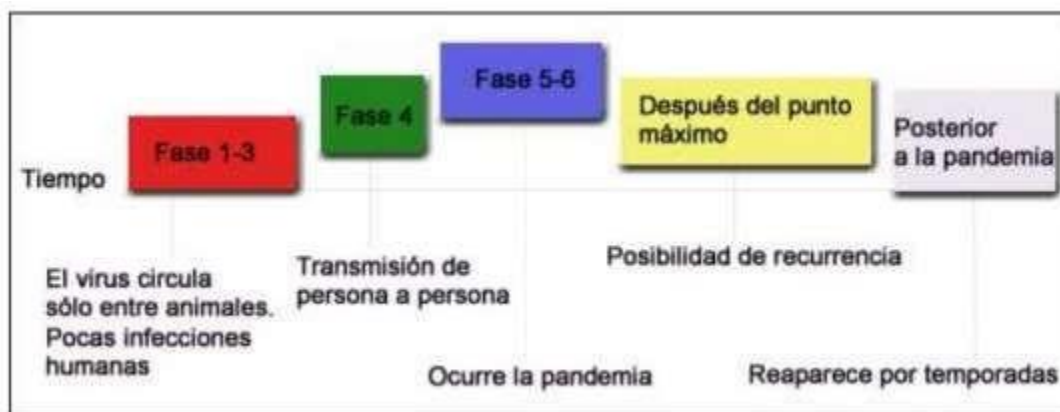 Tiempo
Fase 1-3
Fase 4
Fase 5-6
Después del punto
máximo
Posterior
a la pandemia
El virus circula
sólo entre animales.
Pocas infecciones
humanas
Transmisión de
persona a persona
Ocurre la pandemia
Posibilidad de recurrencia
Reaparece por temporadas